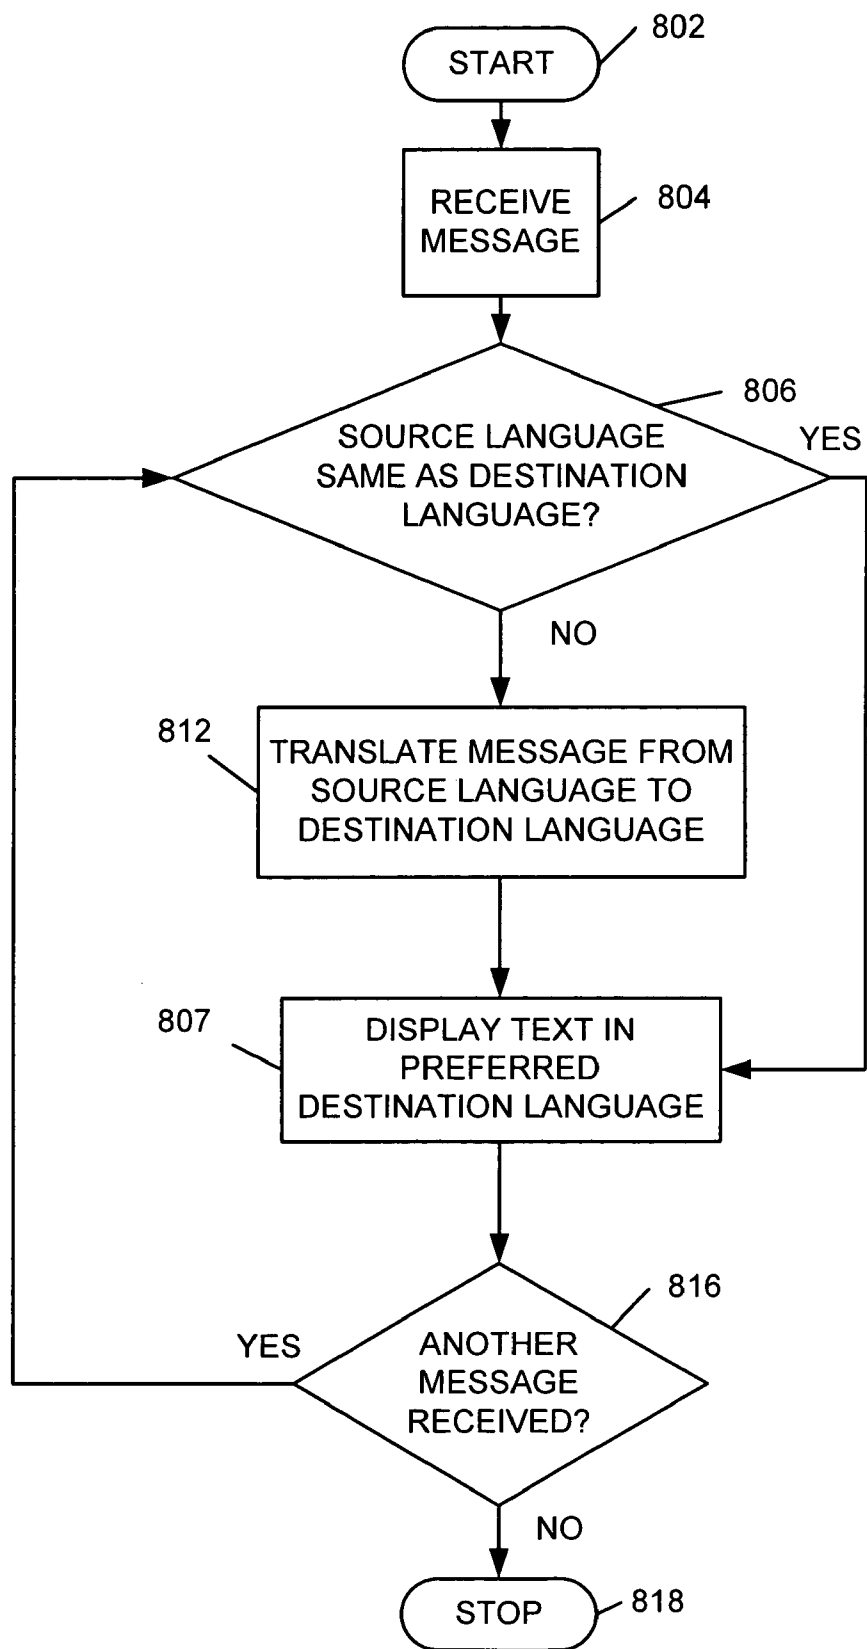 802
START
804
RECEIVE
MESSAGE
806
SOURCE LANGUAGE
SAME AS DESTINATION
LANGUAGE?
YES
NO
812
TRANSLATE MESSAGE FROM
SOURCE LANGUAGE TO
DESTINATION LANGUAGE
807
DISPLAY TEXT IN
PREFERRED
DESTINATION LANGUAGE
816
YES
ANOTHER
MESSAGE
RECEIVED?
NO
STOP
818